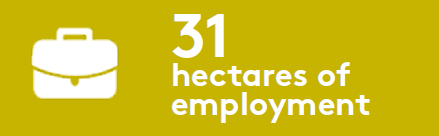 31
hectares of
employment